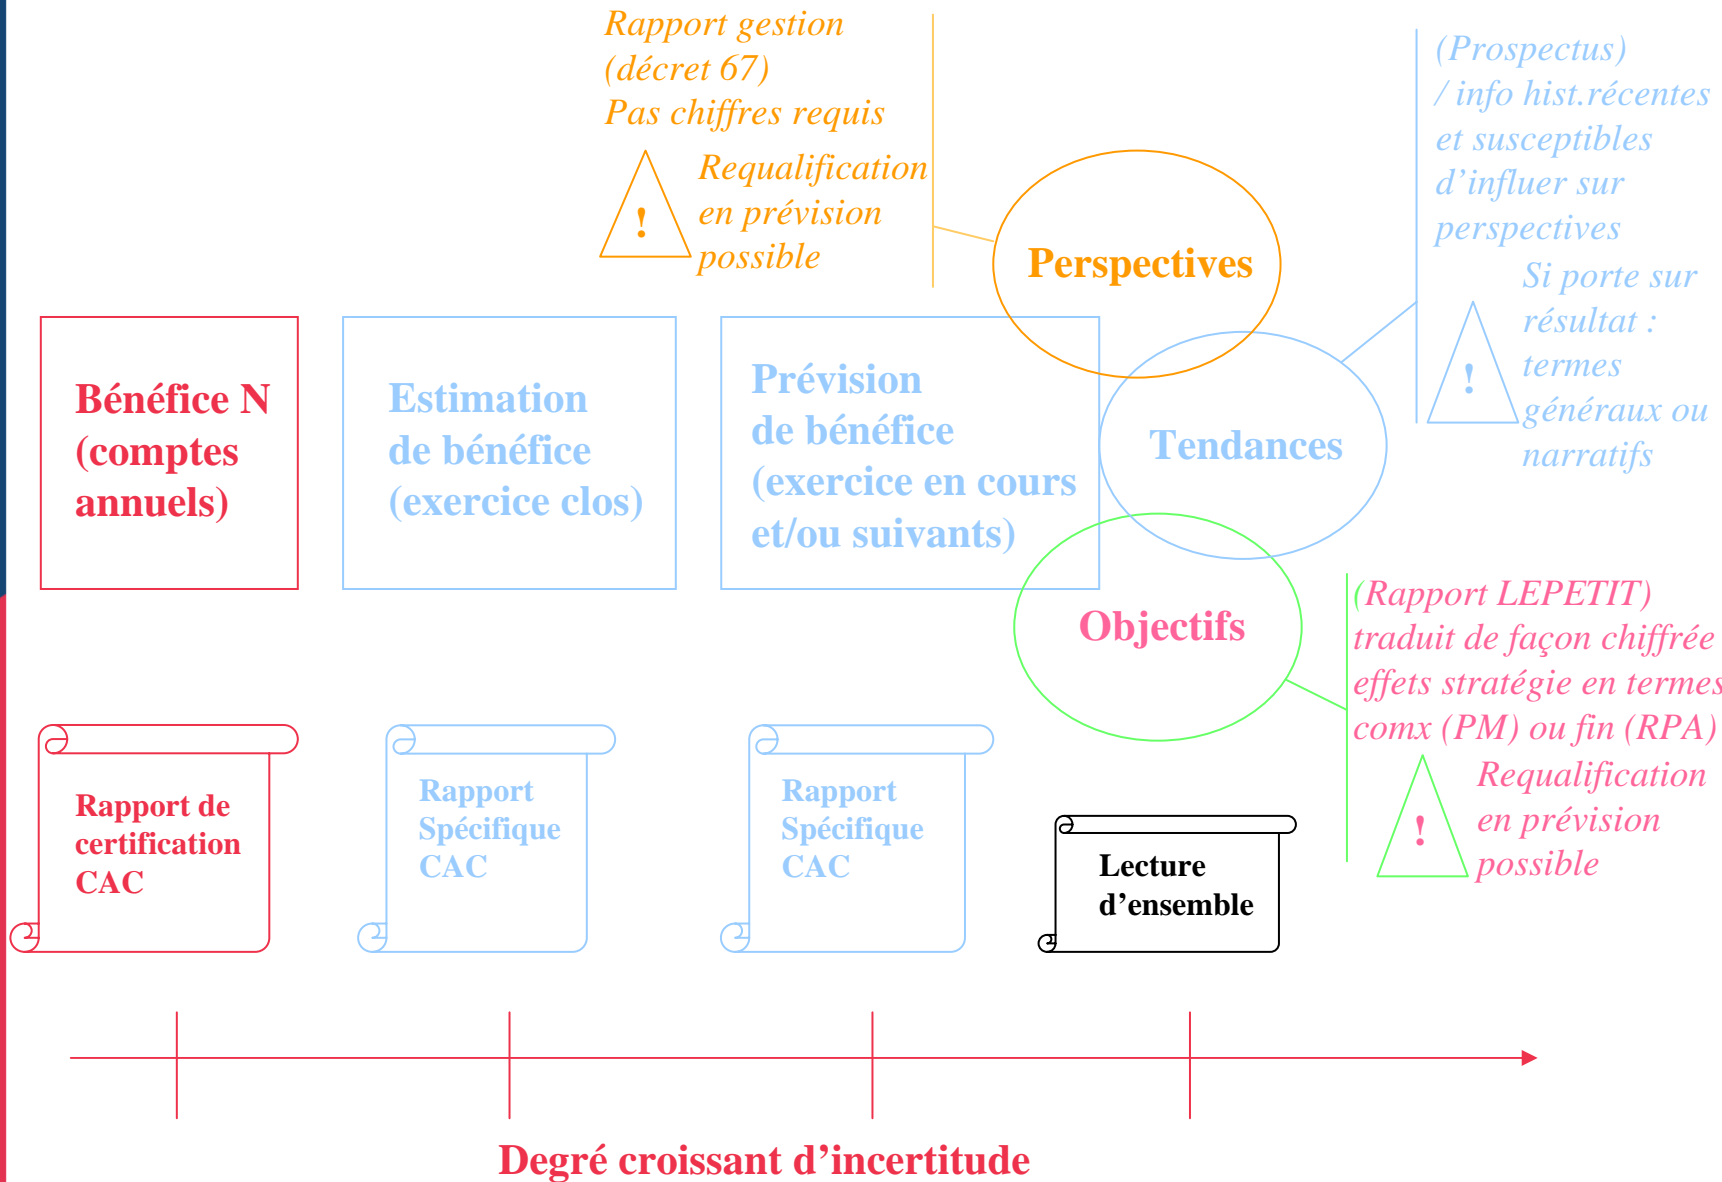 Rapport gestion
(décret 67)
Pas chiffres requis
!
Requalification
en prévision
possible
(Prospectus)
/ info hist.récentes
et susceptibles
d’influer sur
perspectives
!
Si porte sur
résultat :
termes
généraux ou
narratifs
Perspectives
Bénéfice N
(comptes
annuels)
Estimation
de bénéfice
(exercice clos)
Prévision
de bénéfice
(exercice en cours
et/ou suivants)
Tendances
Objectifs
(Rapport LEPETIT)
traduit de façon chiffrée
effets stratégie en termes
comx (PM) ou fin (RPA)
!
Requalification
en prévision
possible
Rapport de
certification
CAC
Rapport
Spécifique
CAC
Rapport
Spécifique
CAC
Lecture
d’ensemble
Degré croissant d’incertitude